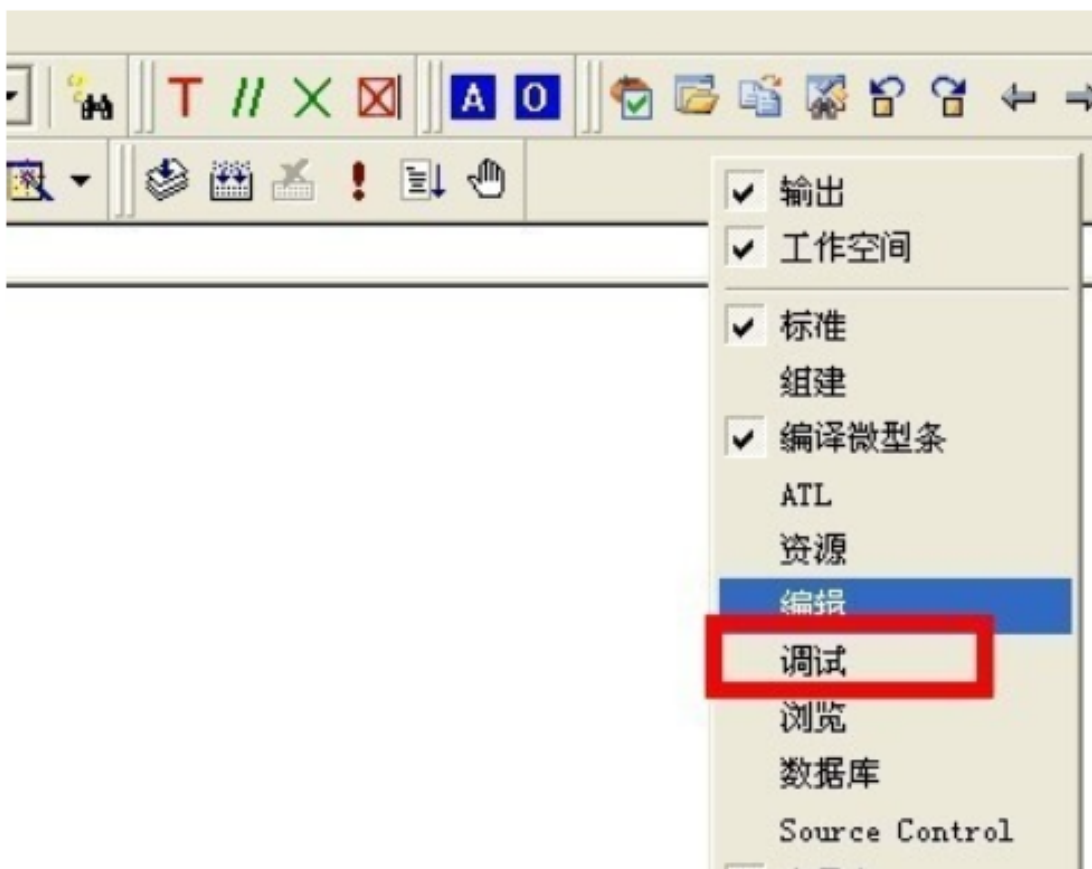 T // A O
输出
工作空间
标准
组建
编译微型条
ATL
资源
编辑
调试
浏览
数据库
Source Control